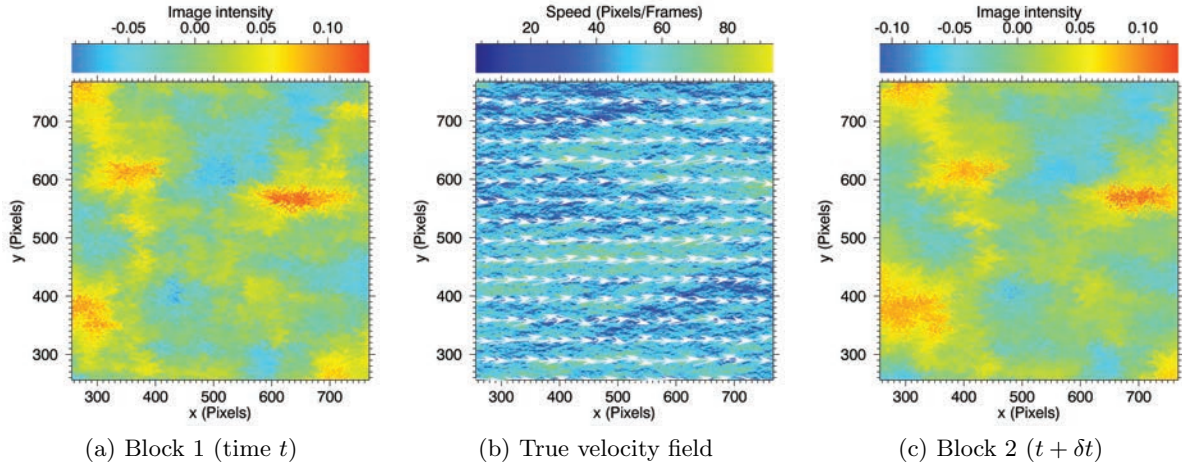 Image intensity
-0.05 0.00 0.05 0.10
y (Pixels)
700
600
500
400
300
300 400 500 600 700
x (Pixels)
(a) Block 1 (time t)
Speed (Pixels/Frames)
20 40 60 80
y (Pixels)
700
600
500
400
300
300 400 500 600 700
x (Pixels)
(b) True velocity field
Image intensity
-0.10 -0.05 0.00 0.05 0.10
y (Pixels)
700
600
500
400
300
300 400 500 600 700
x (Pixels)
(c) Block 2 (t + δt)